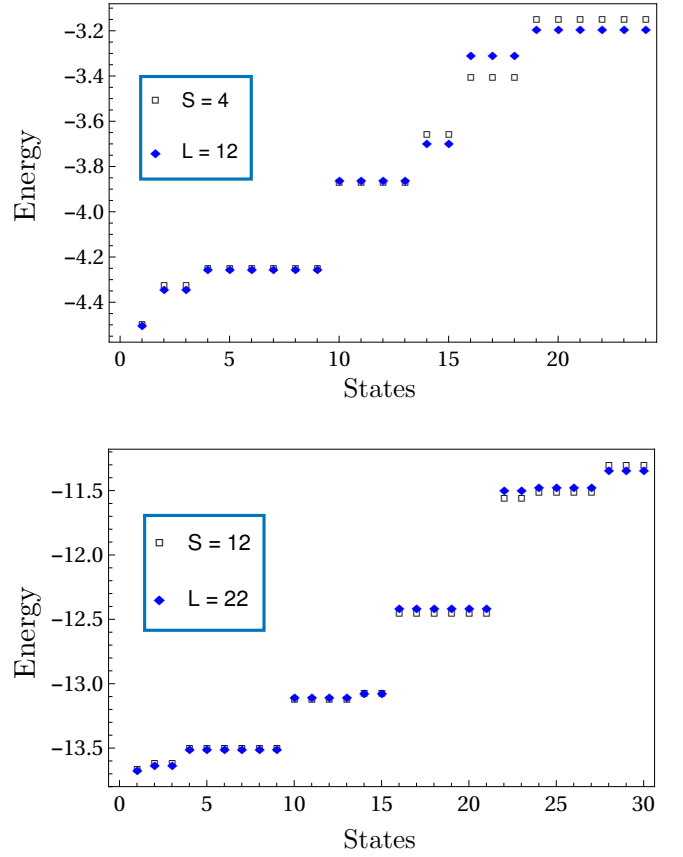 −3.2
−3.4
−3.6
−3.8
−4.0
−4.2
−4.4
Energy
S = 4
L = 12
0 5 10 15 20
States
−11.5
−12.0
−12.5
−13.0
−13.5
Energy
S = 12
L = 22
0 5 10 15 20 25 30
States